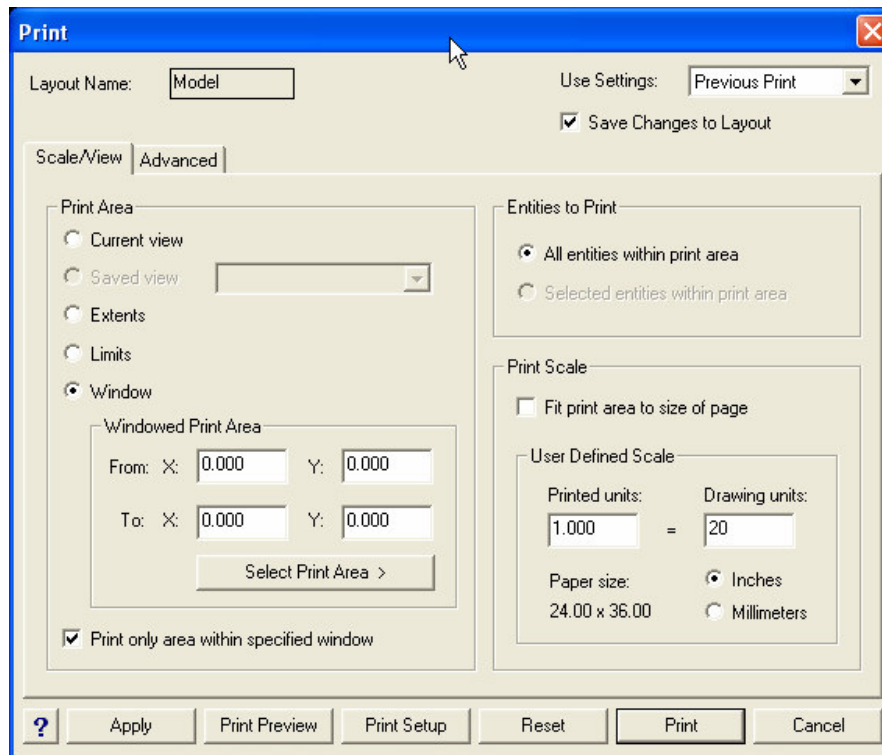 Print
Layout Name: Model
Use Settings: Previous Print
Save Changes to Layout
Scale/View Advanced
Print Area
Current view
Saved view
Extents
Limits
Window
Windowed Print Area
From: X: 0.000 Y: 0.000
To: X: 0.000 Y: 0.000
Select Print Area >
Print only area within specified window
Entities to Print
All entities within print area
Selected entities within print area
Print Scale
Fit print area to size of page
User Defined Scale
Printed units: Drawing units:
1.000 = 20
Paper size: Inches
24.00 x 36.00 Millimeters
? Apply Print Preview Print Setup Reset Print Cancel